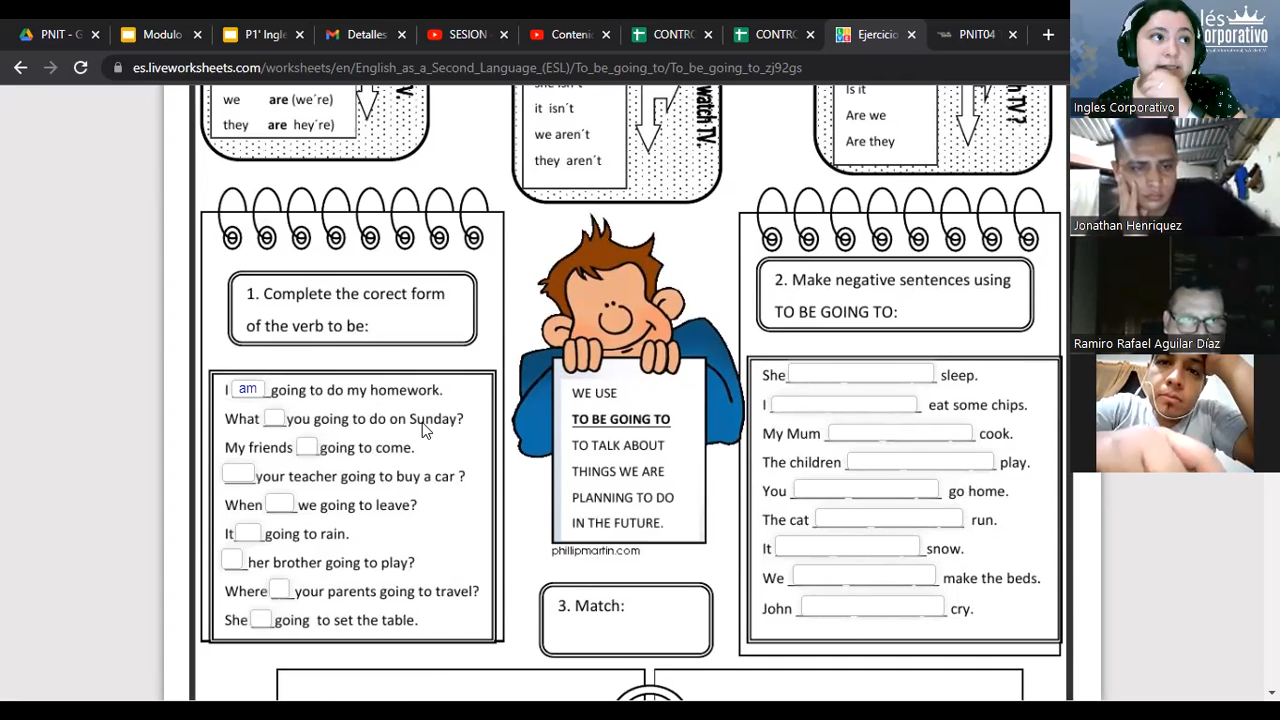 PNIT - G
Modulo
P1' Ingle
Detalles
SESION
Conteni
CONTRO
CONTRO
Ejercicio
PNIT04
es.liveworksheets.com/worksheets/en/English_as_a_Second_Language_(ESL)/To_be_going_to/To_be_going_to_zj92gs
lés
corporativo
Ingles Corporativo
Jonathan Henriquez
Ramiro Rafael Aguilar Díaz
we are (we´re)
they are hey´re)
V.
she isn´t
it isn´t
we aren´t
they aren´t
watch TV.
Is it
Are we
Are they
h TV?
1. Complete the corect form
of the verb to be:
I am going to do my homework.
What you going to do on Sunday?
My friends going to come.
your teacher going to buy a car ?
When we going to leave?
It going to rain.
her brother going to play?
Where your parents going to travel?
She going to set the table.
WE USE
TO BE GOING TO
TO TALK ABOUT
THINGS WE ARE
PLANNING TO DO
IN THE FUTURE.
phillipmartin.com
3. Match:
2. Make negative sentences using
TO BE GOING TO:
She sleep.
I eat some chips.
My Mum cook.
The children play.
You go home.
The cat run.
It snow.
We make the beds.
John cry.